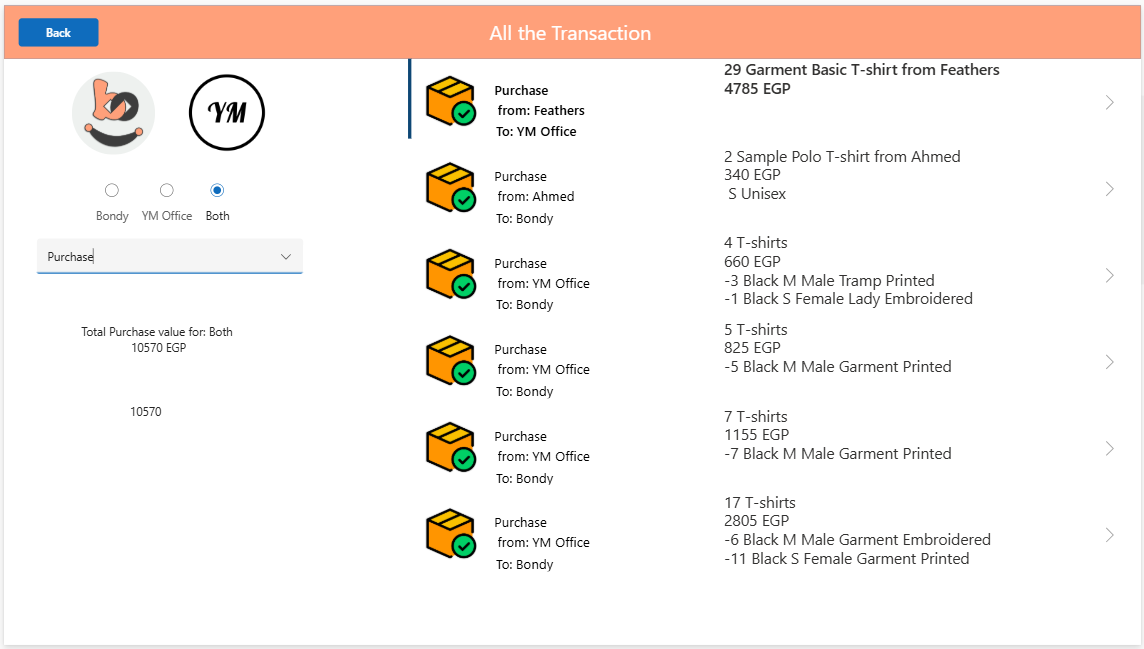 Back
All the Transaction
YM
Bondy
YM Office
Both
Purchase
Total Purchase value for: Both
10570 EGP
10570
Purchase
from: Feathers
To: YM Office
29 Garment Basic T-shirt from Feathers
4785 EGP
Purchase
from: Ahmed
To: Bondy
2 Sample Polo T-shirt from Ahmed
340 EGP
S Unisex
Purchase
from: YM Office
To: Bondy
4 T-shirts
660 EGP
-3 Black M Male Tramp Printed
-1 Black S Female Lady Embroidered
Purchase
from: YM Office
To: Bondy
5 T-shirts
825 EGP
-5 Black M Male Garment Printed
Purchase
from: YM Office
To: Bondy
7 T-shirts
1155 EGP
-7 Black M Male Garment Printed
Purchase
from: YM Office
To: Bondy
17 T-shirts
2805 EGP
-6 Black M Male Garment Embroidered
-11 Black S Female Garment Printed